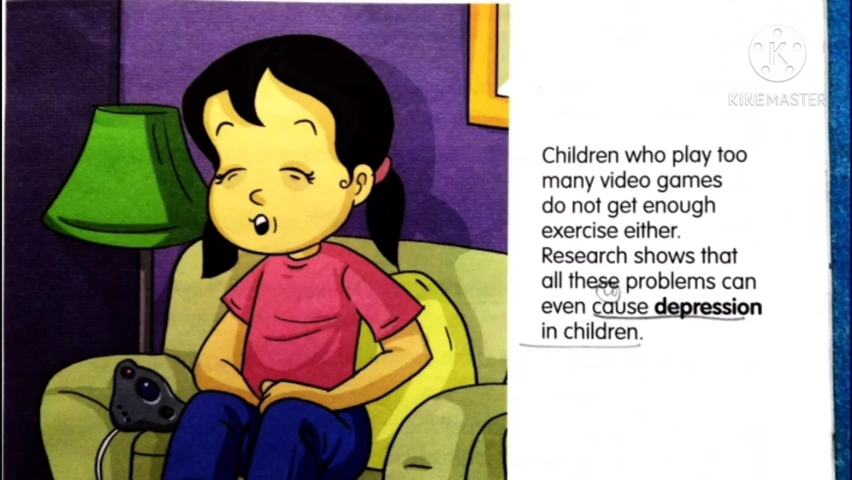 KINEMASTER
Children who play too
many video games
do not get enough
exercise either.
Research shows that
all these problems can
even cause depression
in children.